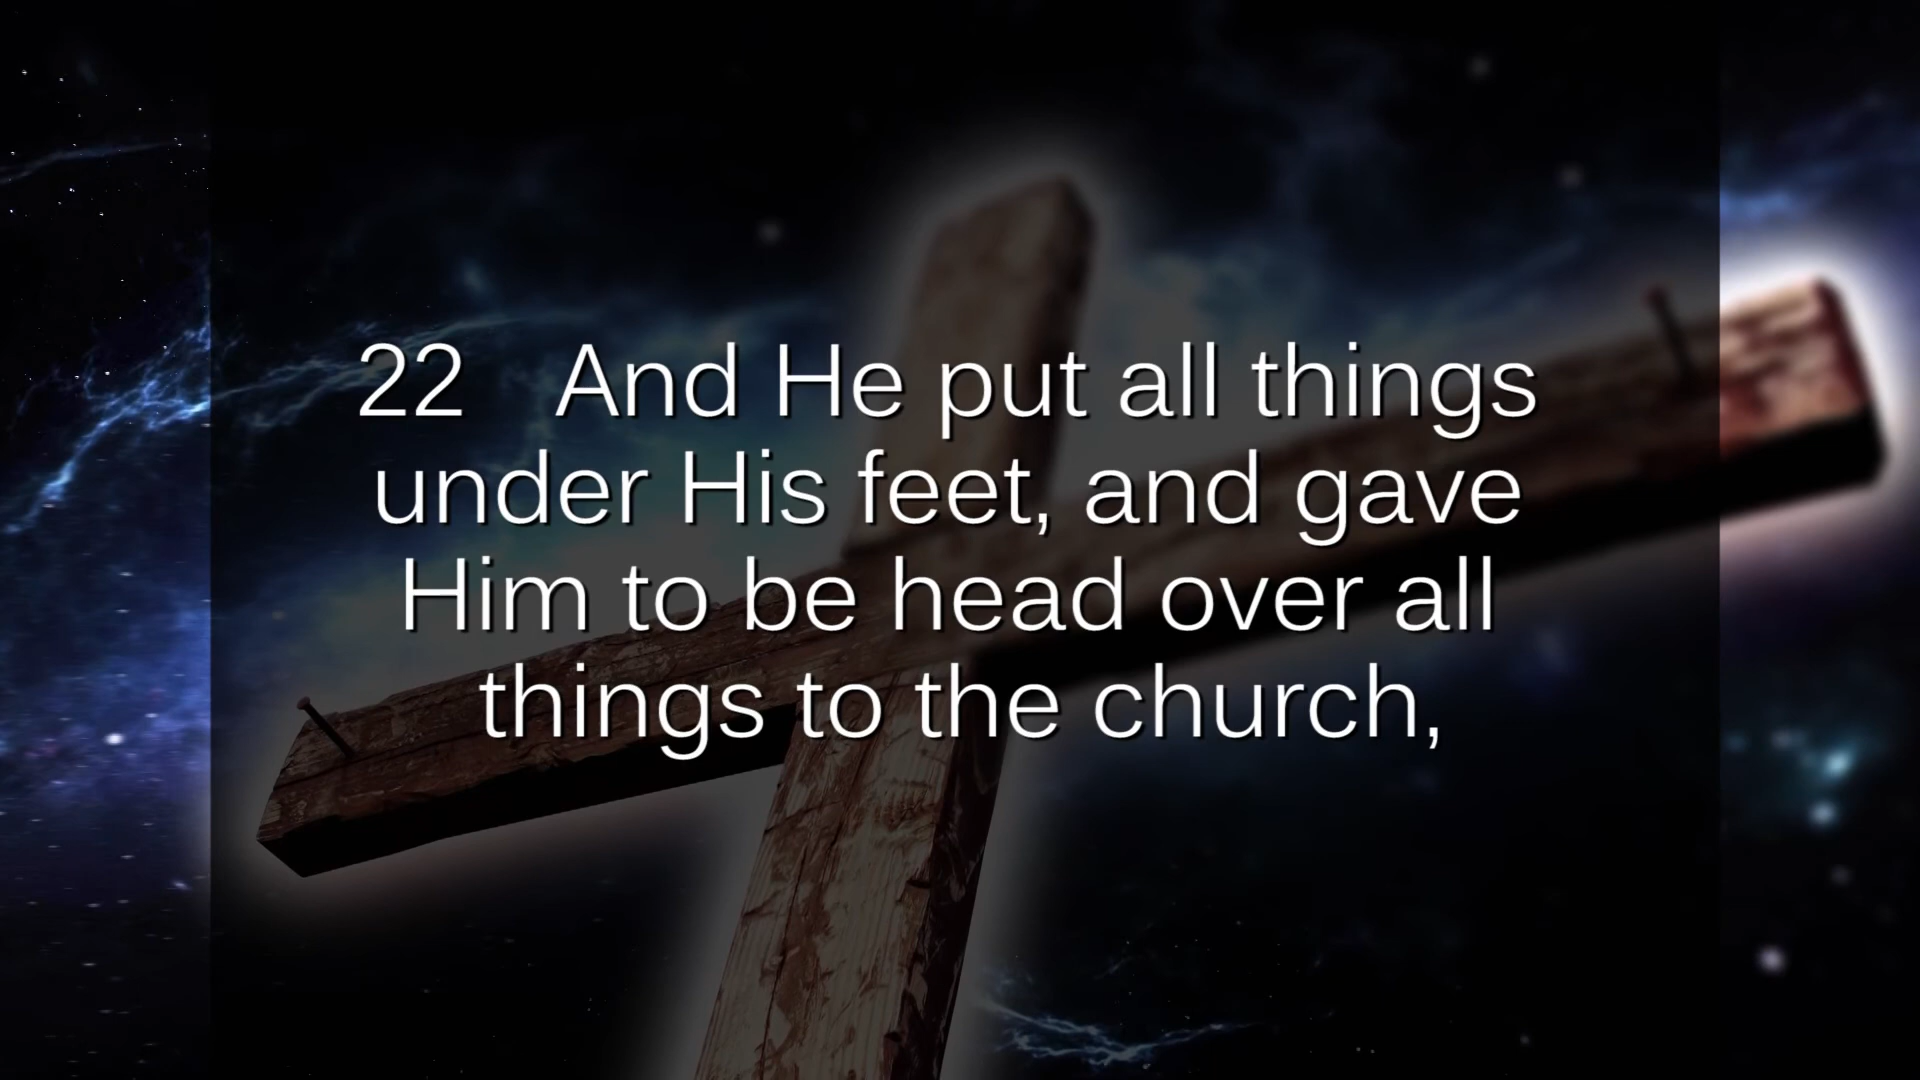 22 And He put all things
under His feet, and gave
Him to be head over all
things to the church,